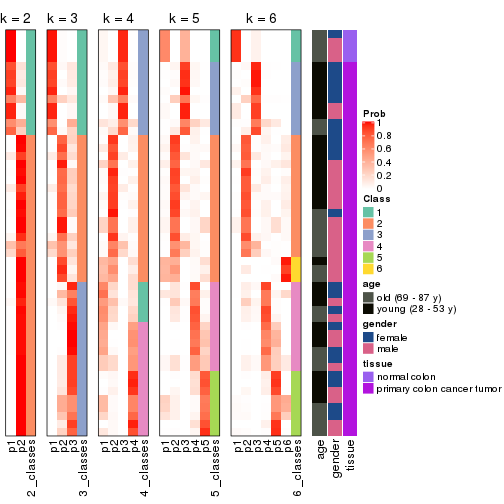 k = 2 k = 3 k = 4 k = 5 k = 6
Prob
1
0.8
0.6
0.4
0.2
0
Class
1
2
3
4
5
6
age
old (69 - 87 y)
young (28 - 53 y)
gender
female
male
tissue
normal colon
primary colon cancer tumor
p1 p2 2_classes p1 p2 p3 3_classes p1 p2 p3 p4 4_classes p1 p2 p3 p4 p5 5_classes p1 p2 p3 p4 p5 p6 6_classes age gender tissue